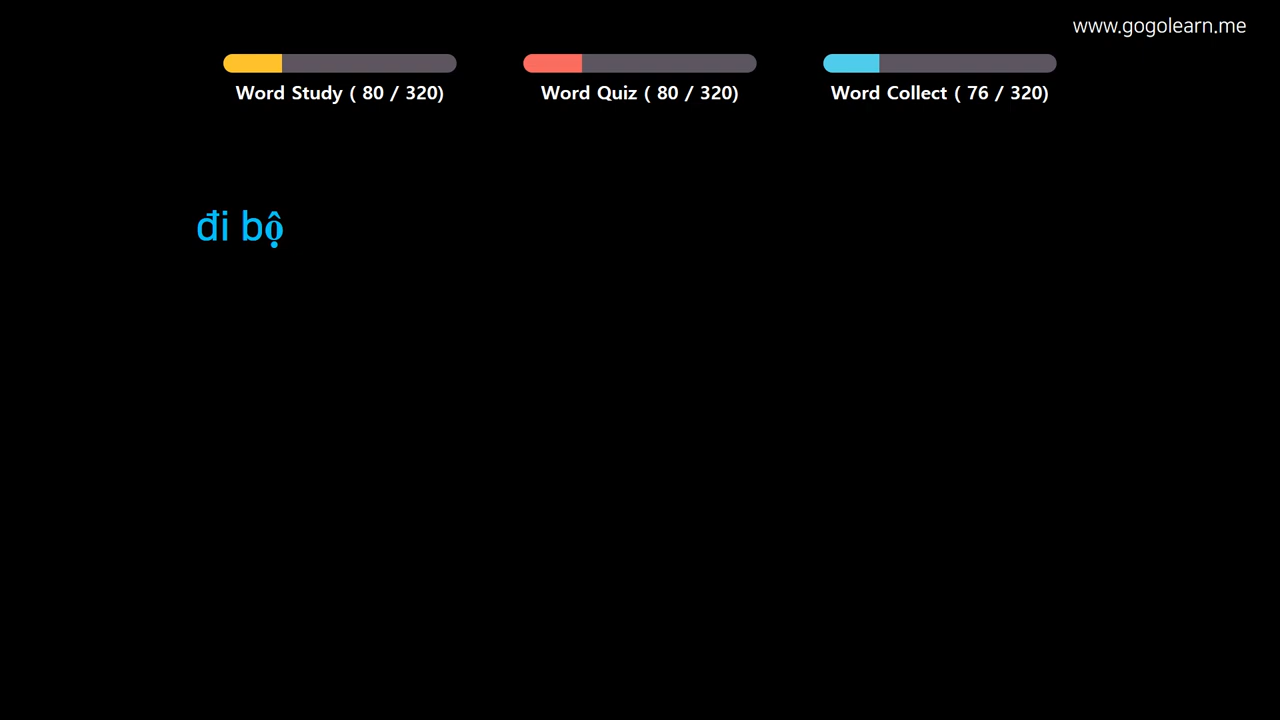 www.gogolearn.me
Word Study ( 80 / 320)
Word Quiz ( 80 / 320)
Word Collect ( 76 / 320)
đi bộ